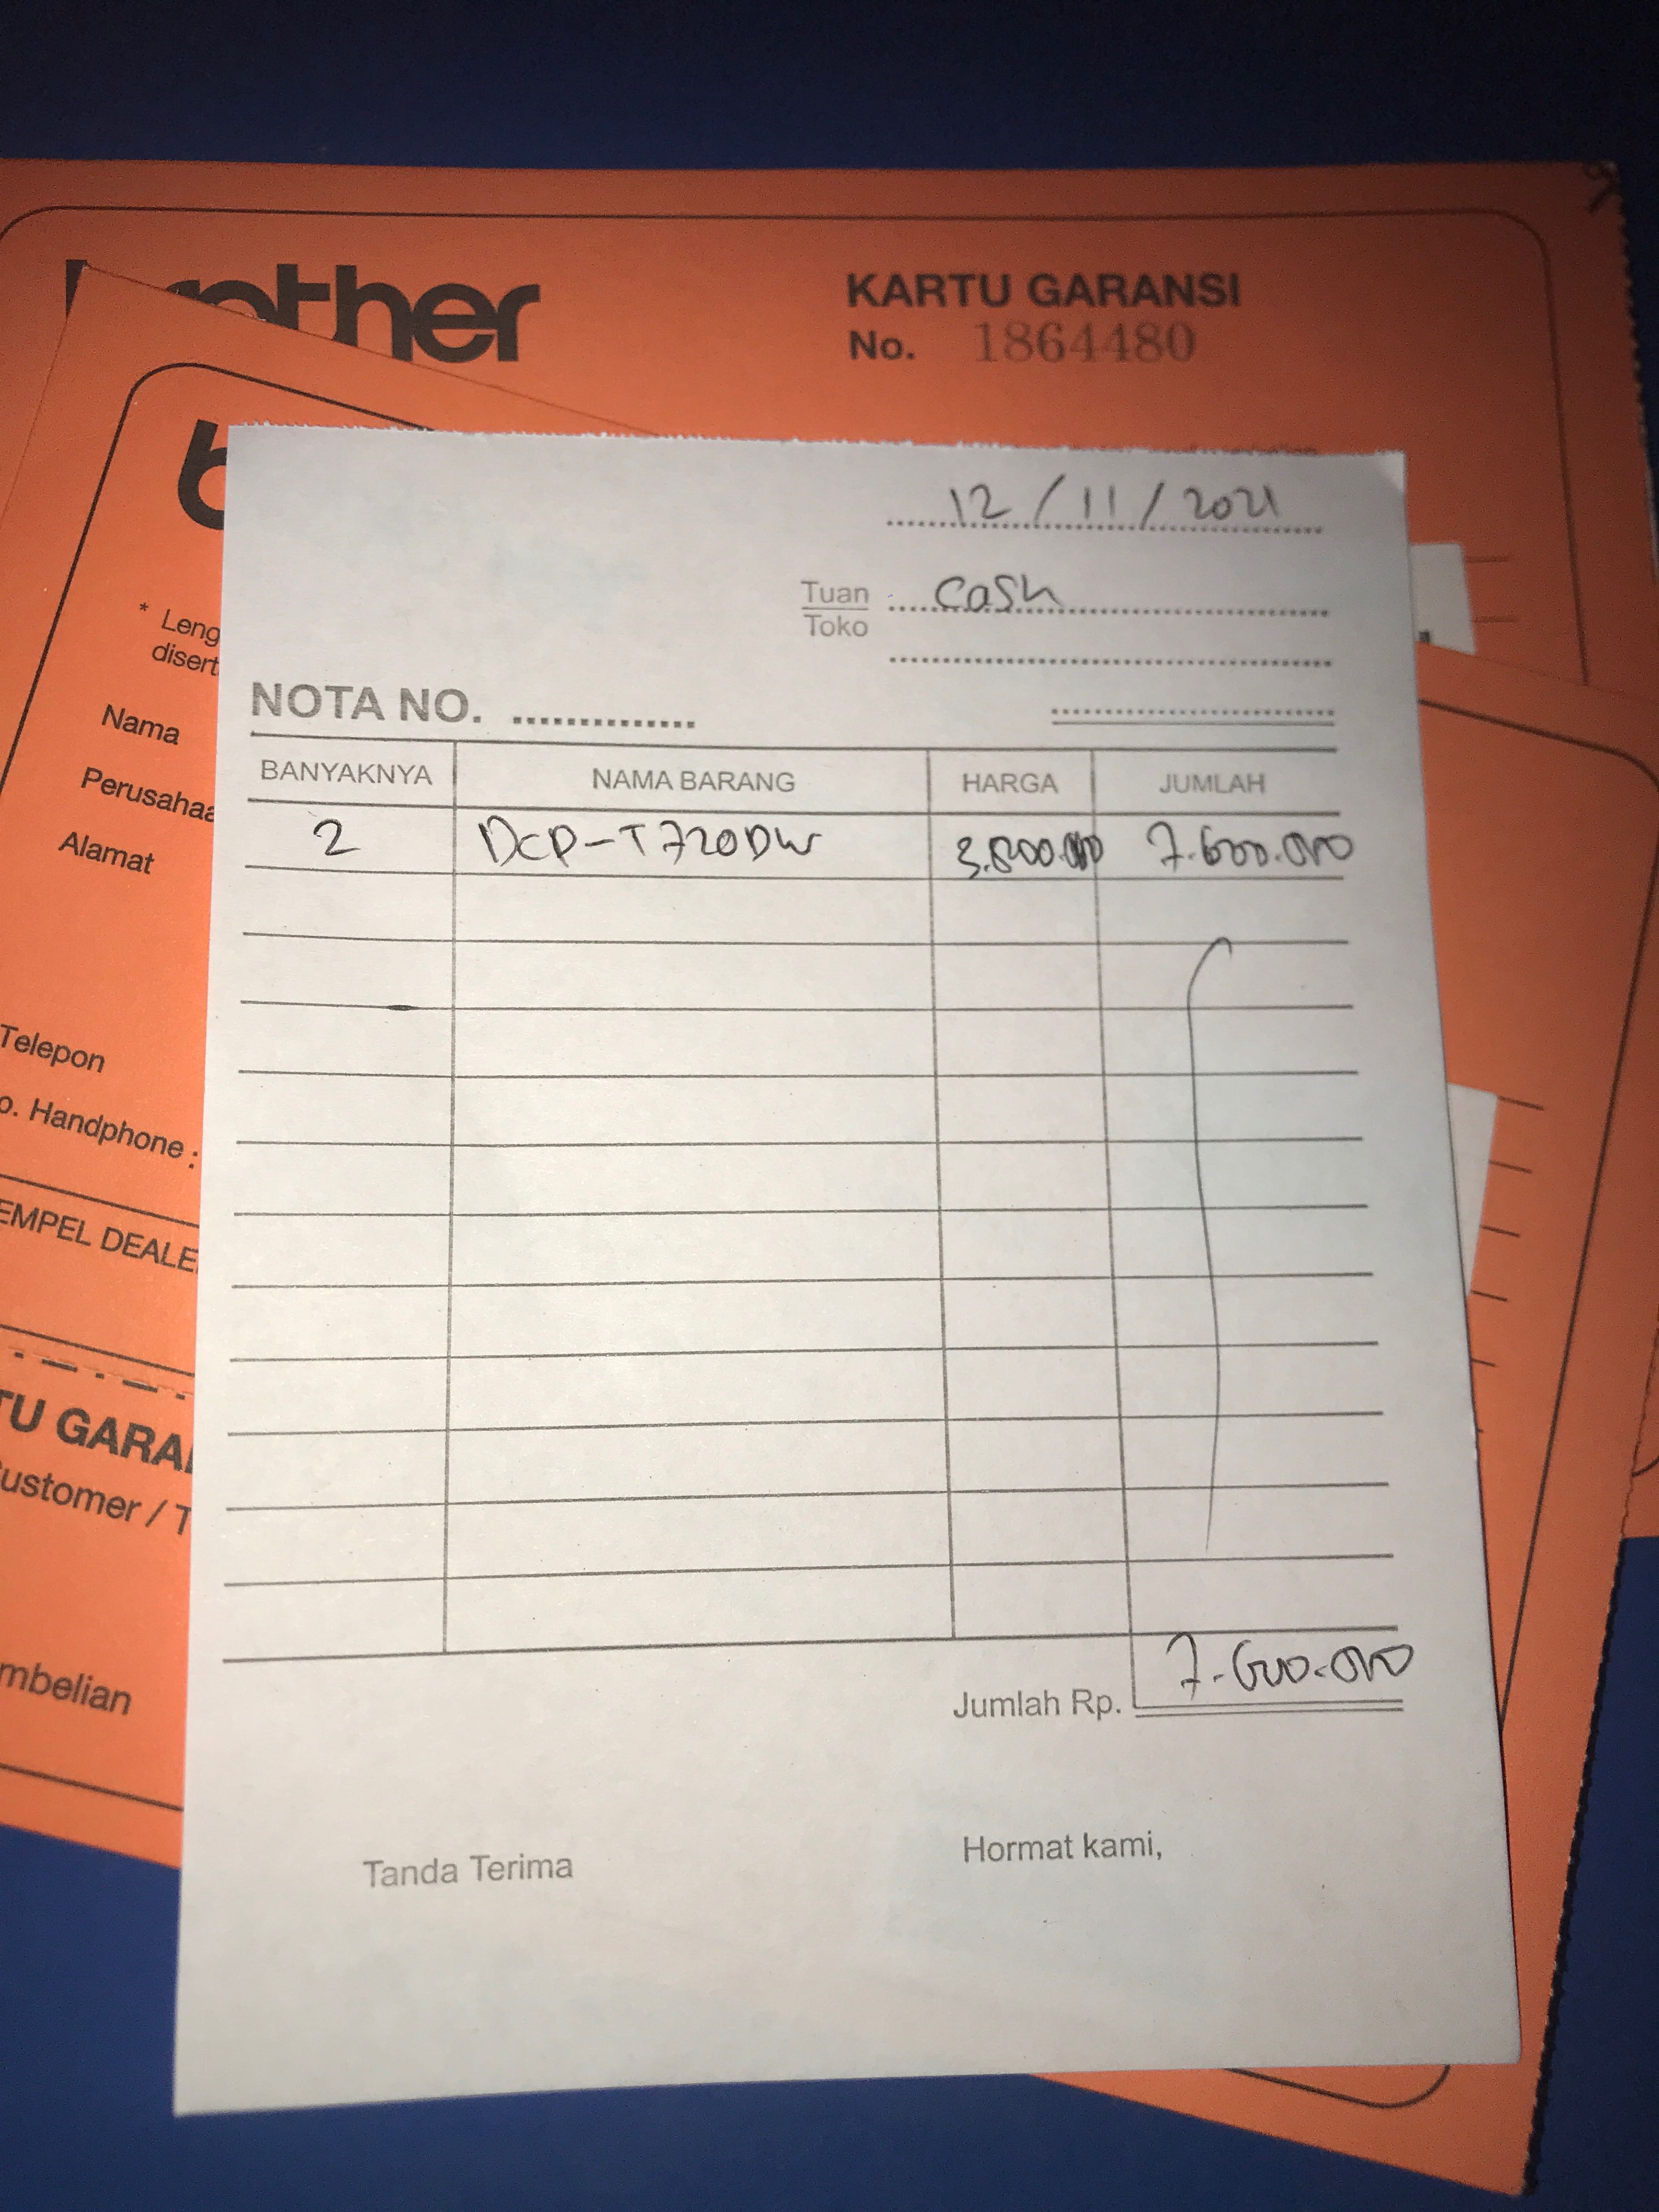 brother
KARTU GARANSI
No. 1864480
12/11/2021
Tuan Cash
Toko
NOTA NO.
BANYAKNYA NAMA BARANG HARGA JUMLAH
2 DCP-T720DW 3.800.000 7.600.000
Jumlah Rp. 7.600.000
Tanda Terima
Hormat kami,
b
* Leng
disert
Nama
Perusahaa
Alamat
Telepon
o. Handphone :
EMPEL DEALE
TU GARA
ustomer / T
mbelian